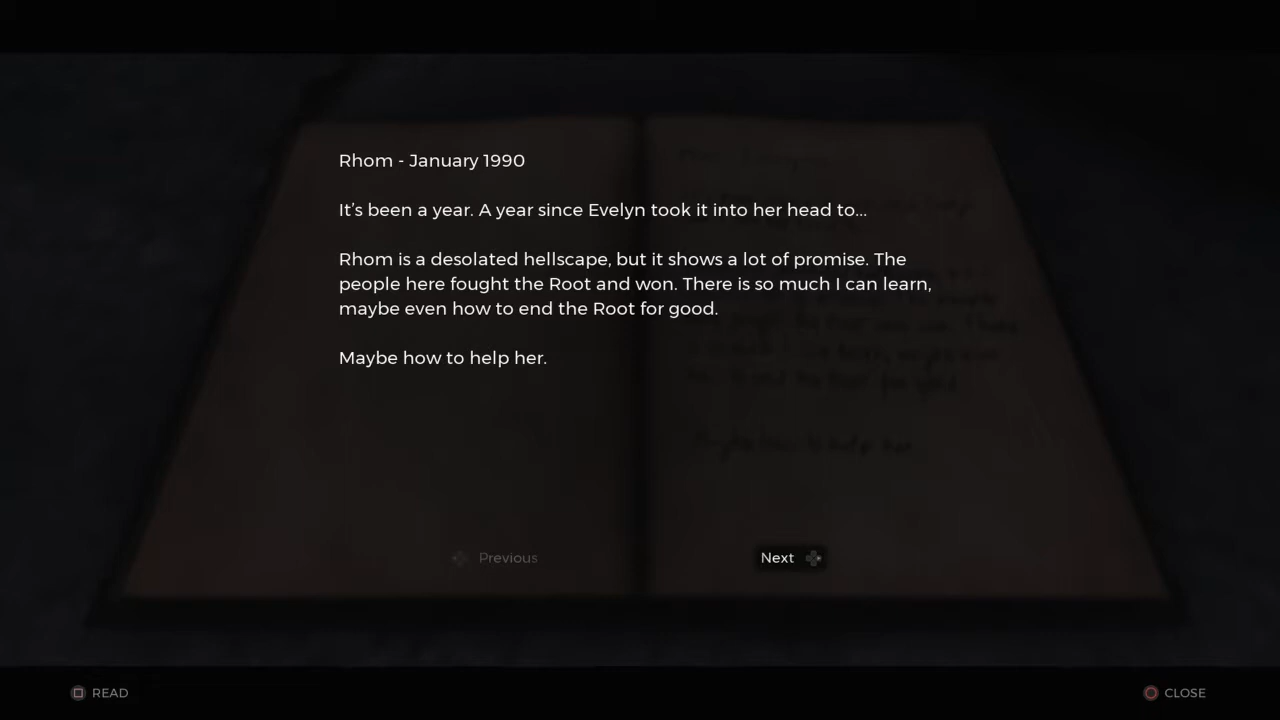 Rhom - January 1990
It's been a year. A year since Evelyn took it into her head to...
Rhom is a desolated hellscape, but it shows a lot of promise. The
people here fought the Root and won. There is so much I can learn,
maybe even how to end the Root for good.
Maybe how to help her.
Previous
Next
READ
CLOSE